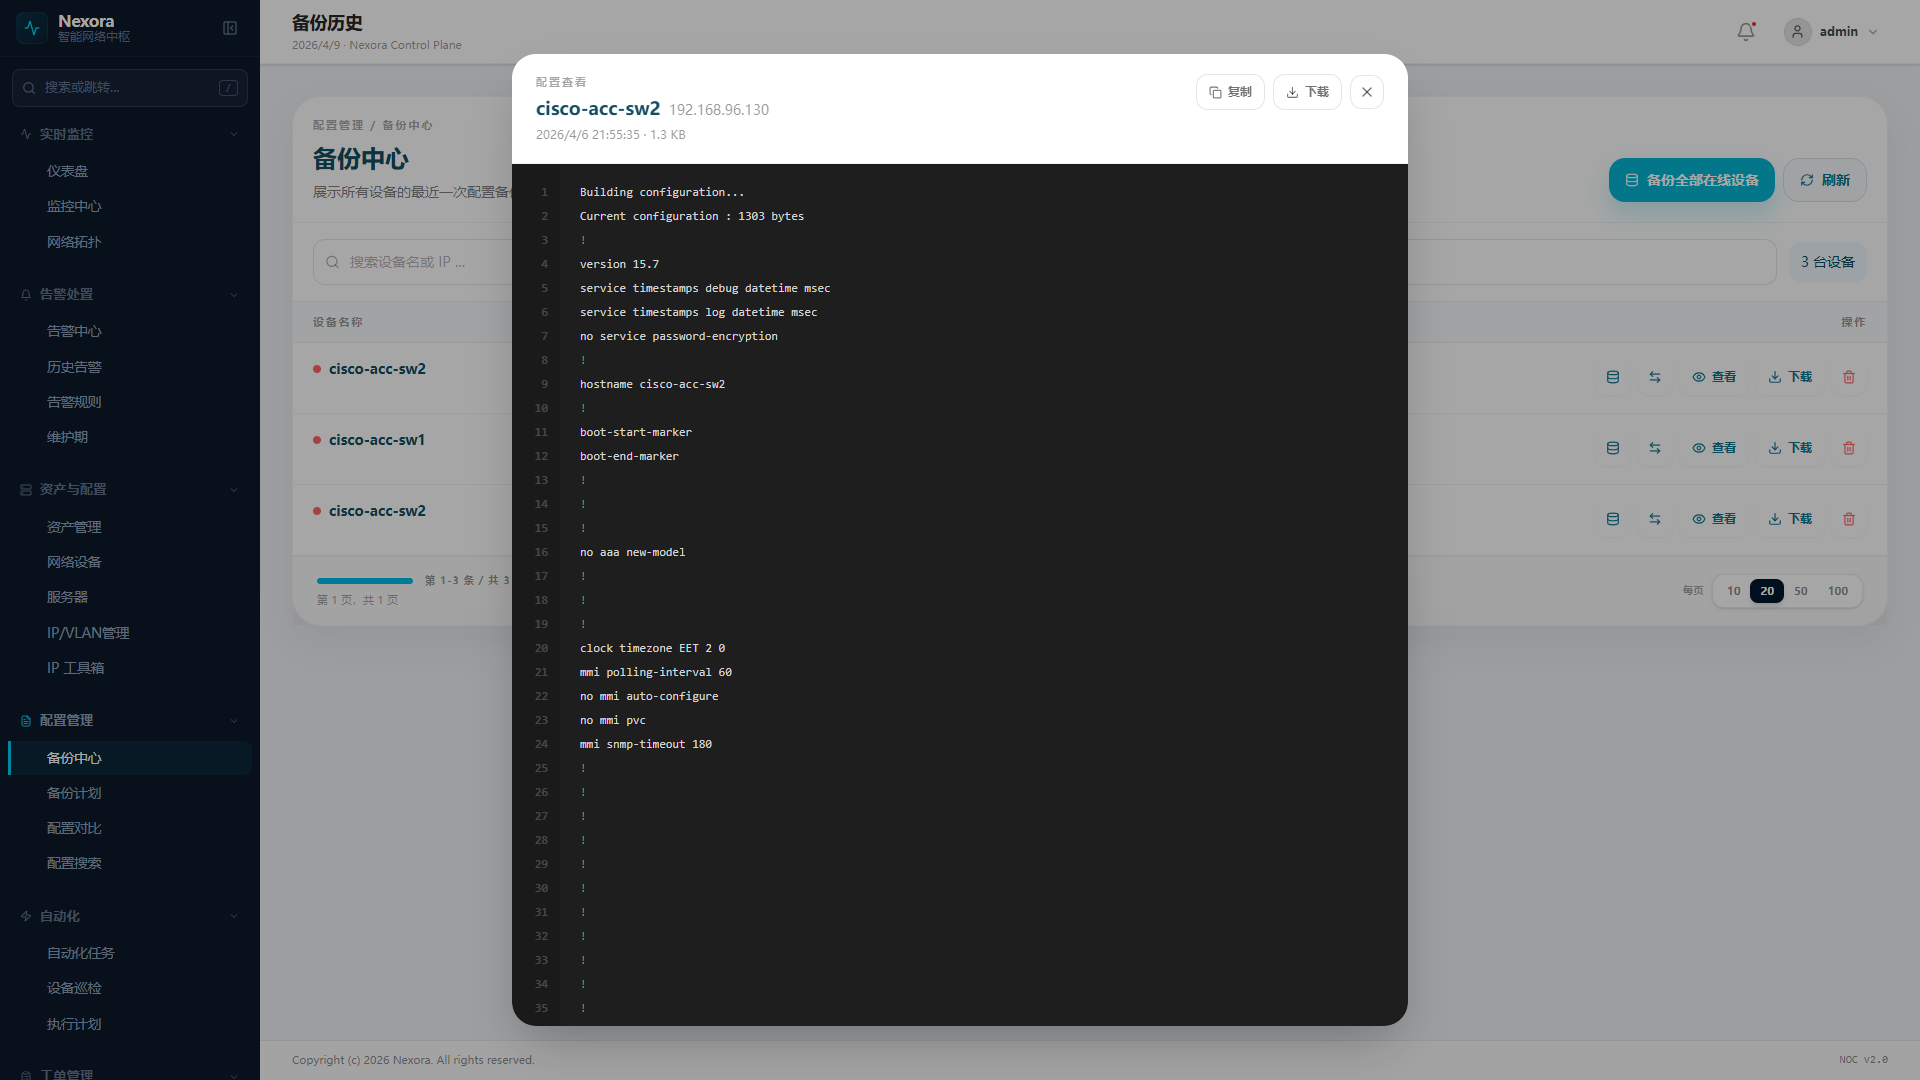 Nexora
智能网络中枢
搜索或跳转...
/
实时监控
仪表盘
监控中心
网络拓扑
告警处置
告警中心
历史告警
告警规则
维护期
资产与配置
资产管理
网络设备
服务器
IP/VLAN管理
IP 工具箱
配置管理
备份中心
备份计划
配置对比
配置搜索
自动化
自动化任务
设备巡检
执行计划
工单管理
备份历史
2026/4/9 · Nexora Control Plane
admin
配置管理 / 备份中心
备份中心
展示所有设备的最近一次配置备份
备份全部在线设备
刷新
搜索设备名或 IP ...
3 台设备
设备名称
操作
cisco-acc-sw2
查看
下载
cisco-acc-sw1
查看
下载
cisco-acc-sw2
查看
下载
第 1-3 条 / 共 3
第 1 页, 共 1 页
每页
10
20
50
100
配置查看
cisco-acc-sw2 192.168.96.130
2026/4/6 21:55:35 · 1.3 KB
复制
下载
1 Building configuration...
2 Current configuration : 1303 bytes
3 !
4 version 15.7
5 service timestamps debug datetime msec
6 service timestamps log datetime msec
7 no service password-encryption
8 !
9 hostname cisco-acc-sw2
10 !
11 boot-start-marker
12 boot-end-marker
13 !
14 !
15 !
16 no aaa new-model
17 !
18 !
19 !
20 clock timezone EET 2 0
21 mmi polling-interval 60
22 no mmi auto-configure
23 no mmi pvc
24 mmi snmp-timeout 180
25 !
26 !
27 !
28 !
29 !
30 !
31 !
32 !
33 !
34 !
35 !
Copyright (c) 2026 Nexora. All rights reserved.
NOC v2.0